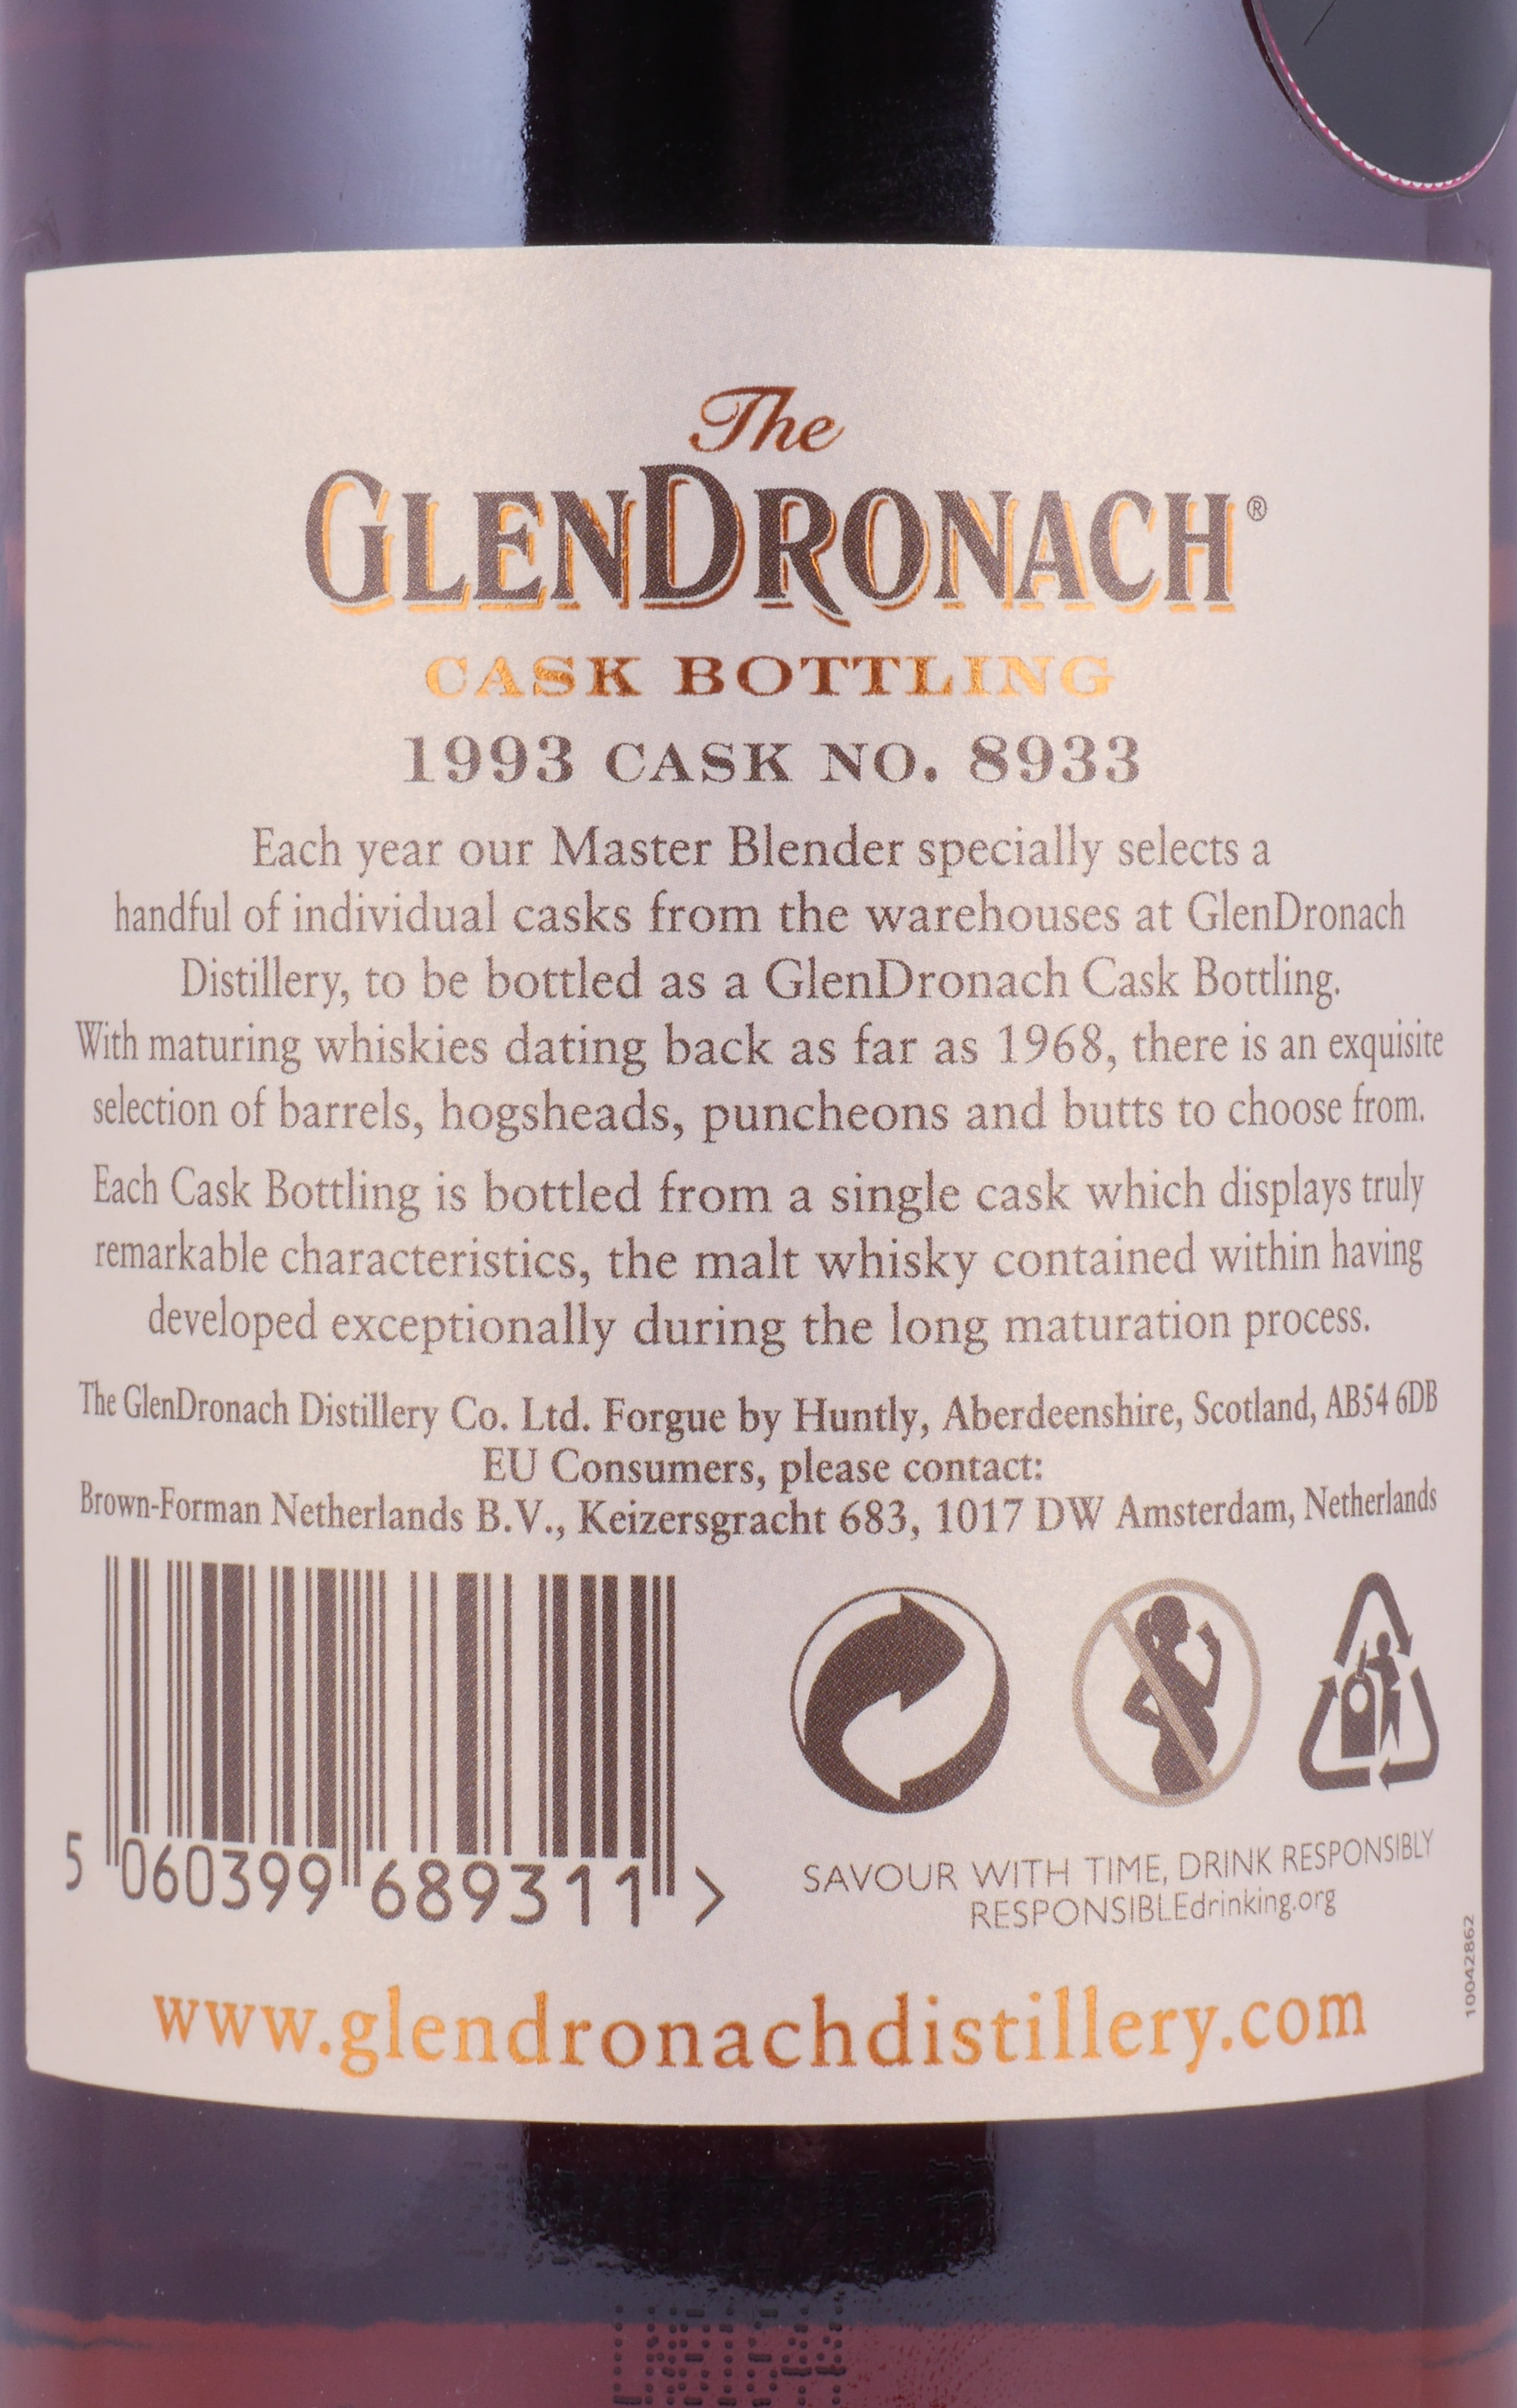 The
GLENDRONACH®
CASK BOTTLING
1993 CASK NO. 8933
Each year our Master Blender specially selects a
handful of individual casks from the warehouses at GlenDronach
Distillery, to be bottled as a GlenDronach Cask Bottling.
With maturing whiskies dating back as far as 1968, there is an exquisite
selection of barrels, hogsheads, puncheons and butts to choose from.
Each Cask Bottling is bottled from a single cask which displays truly
remarkable characteristics, the malt whisky contained within having
developed exceptionally during the long maturation process.
The GlenDronach Distillery Co. Ltd. Forgue by Huntly, Aberdeenshire, Scotland, AB54 6DB
EU Consumers, please contact:
Brown-Forman Netherlands B.V., Keizersgracht 683, 1017 DW Amsterdam, Netherlands
5 060399 689311 >
SAVOUR WITH TIME, DRINK RESPONSIBLY
RESPONSIBLEdrinking.org
10042862
www.glendronachdistillery.com